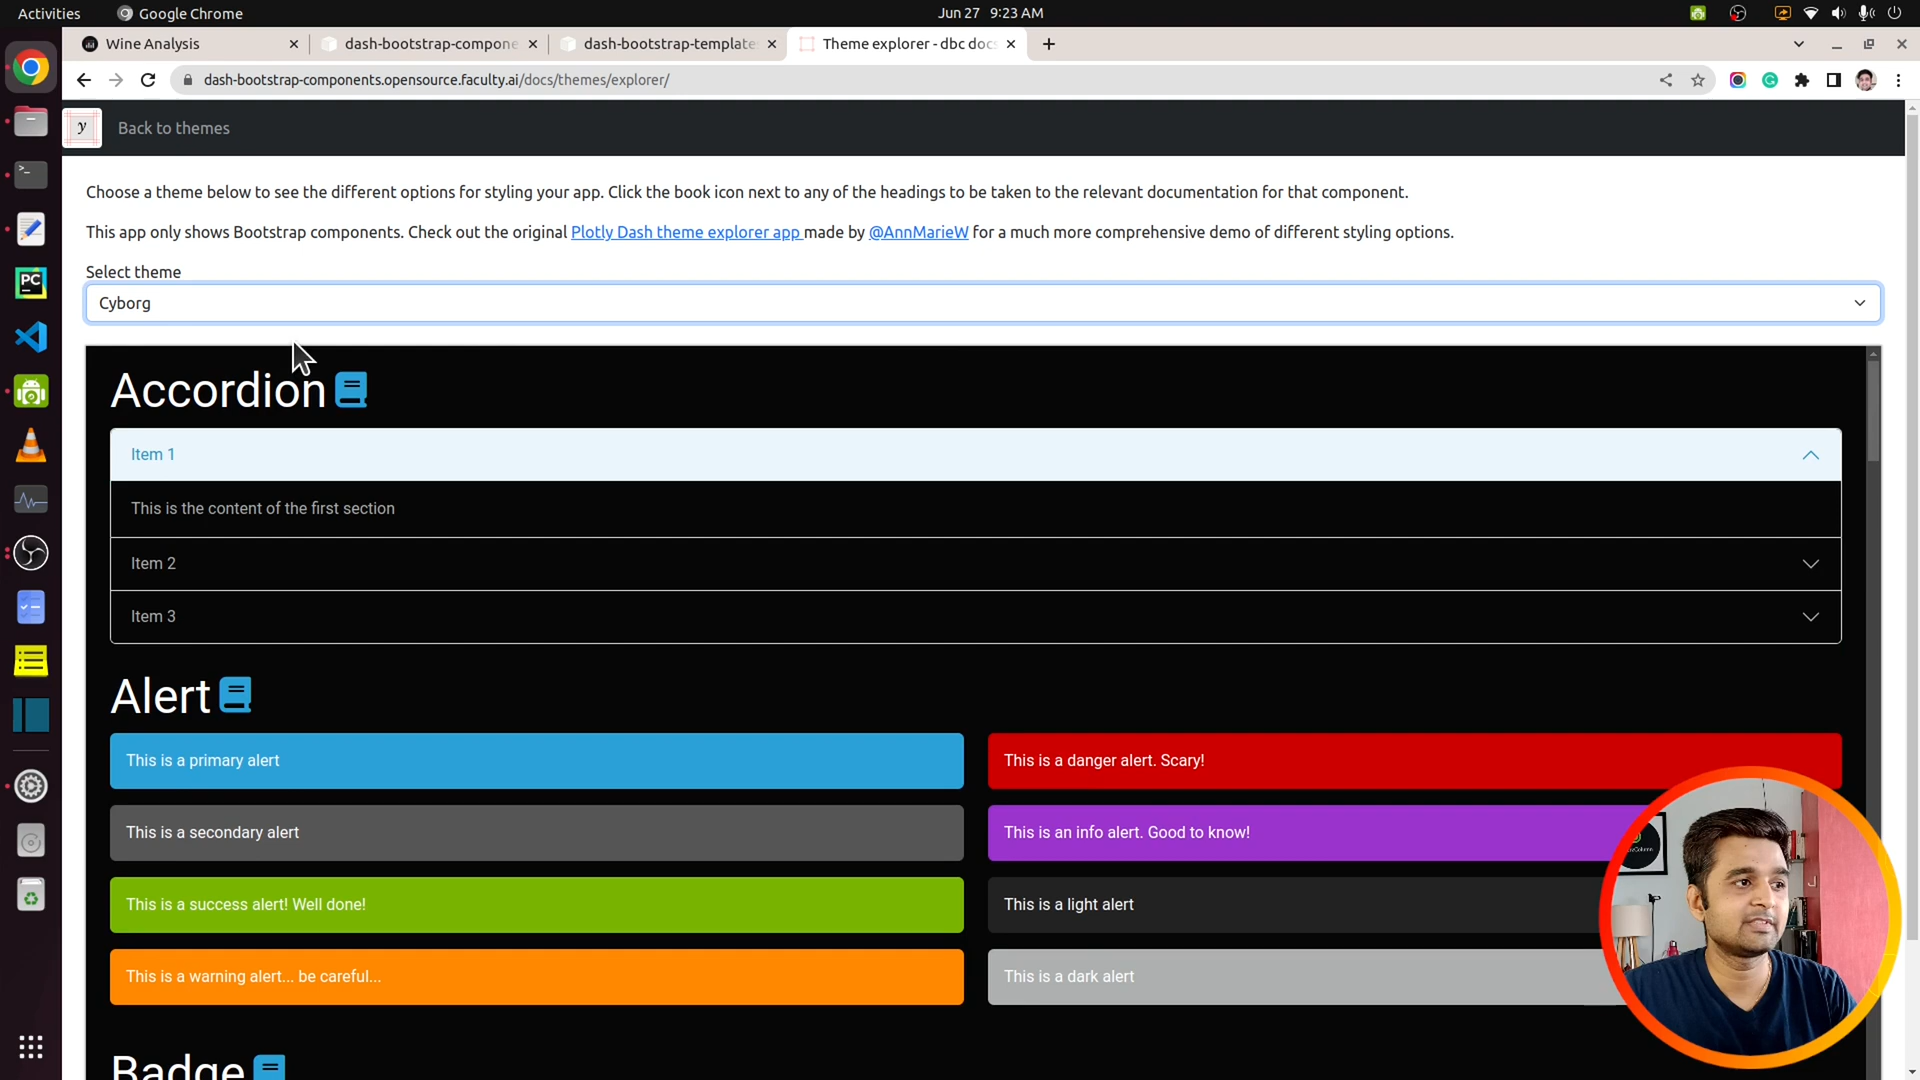 Activities
Google Chrome
Jun 27 9:23 AM
Wine Analysis
dash-bootstrap-compone
dash-bootstrap-template
Theme explorer - dbc doc
dash-bootstrap-components.opensource.faculty.ai/docs/themes/explorer/
y
Back to themes
Choose a theme below to see the different options for styling your app. Click the book icon next to any of the headings to be taken to the relevant documentation for that component.
This app only shows Bootstrap components. Check out the original Plotly Dash theme explorer app made by @AnnMarieW for a much more comprehensive demo of different styling options.
Select theme
Cyborg
PC
Accordion
Item 1
This is the content of the first section
Item 2
Item 3
Alert
This is a primary alert
This is a danger alert. Scary!
This is a secondary alert
This is an info alert. Good to know!
This is a success alert! Well done!
This is a light alert
This is a warning alert... be careful...
This is a dark alert
Badge